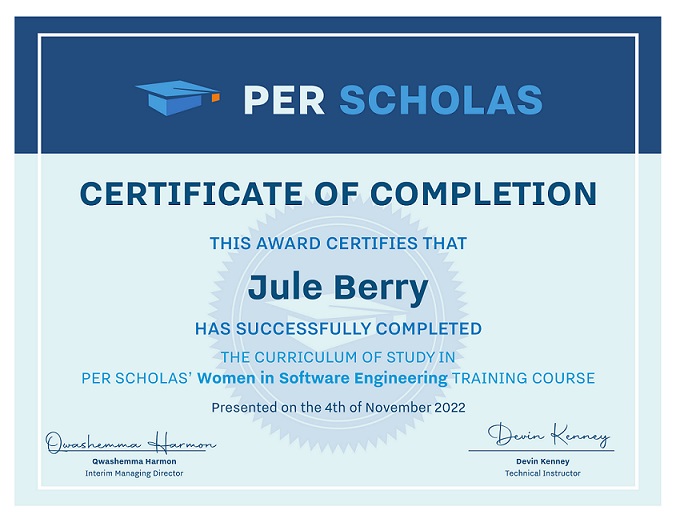 PER SCHOLAS
CERTIFICATE OF COMPLETION
THIS AWARD CERTIFIES THAT
Jule Berry
HAS SUCCESSFULLY COMPLETED
THE CURRICULUM OF STUDY IN
PER SCHOLAS' Women in Software Engineering TRAINING COURSE
Presented on the 4th of November 2022
Qwashemma Harmon
Qwashemma Harmon
Interim Managing Director
Devin Kenney
Devin Kenney
Technical Instructor